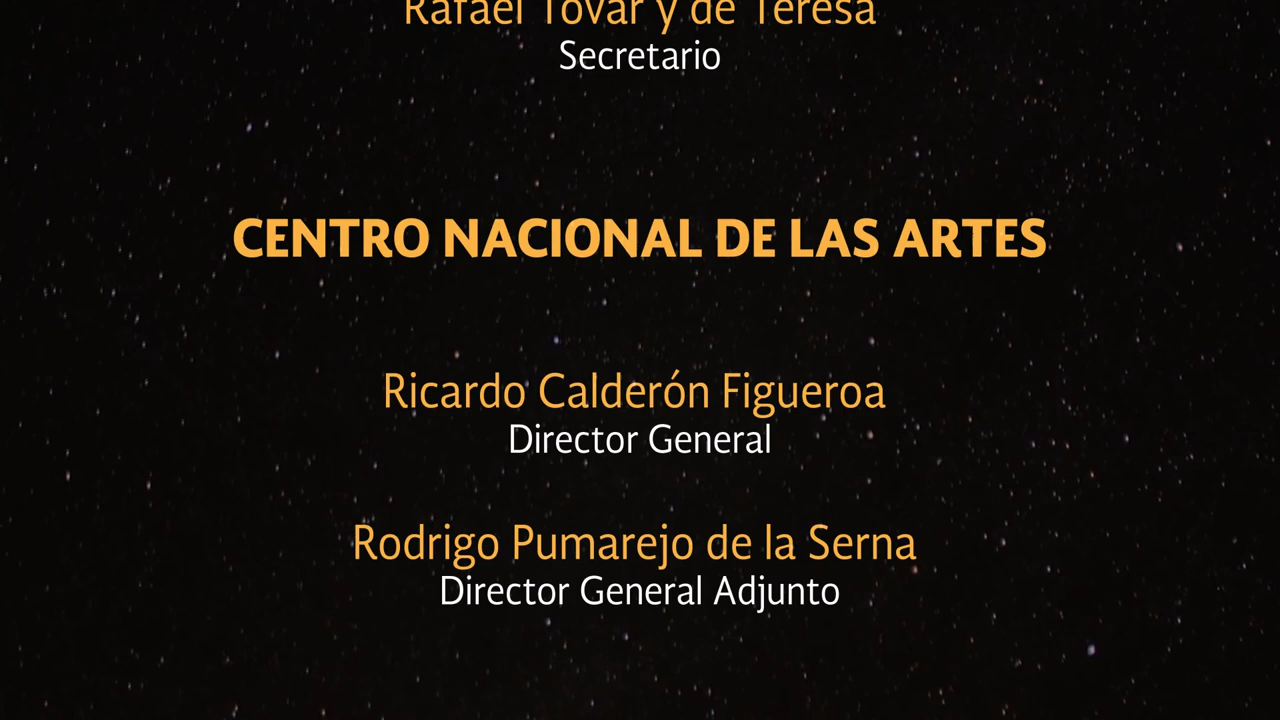 Rafael Tovar y de Teresa
Secretario
CENTRO NACIONAL DE LAS ARTES
Ricardo Calderón Figueroa
Director General
Rodrigo Pumarejo de la Serna
Director General Adjunto